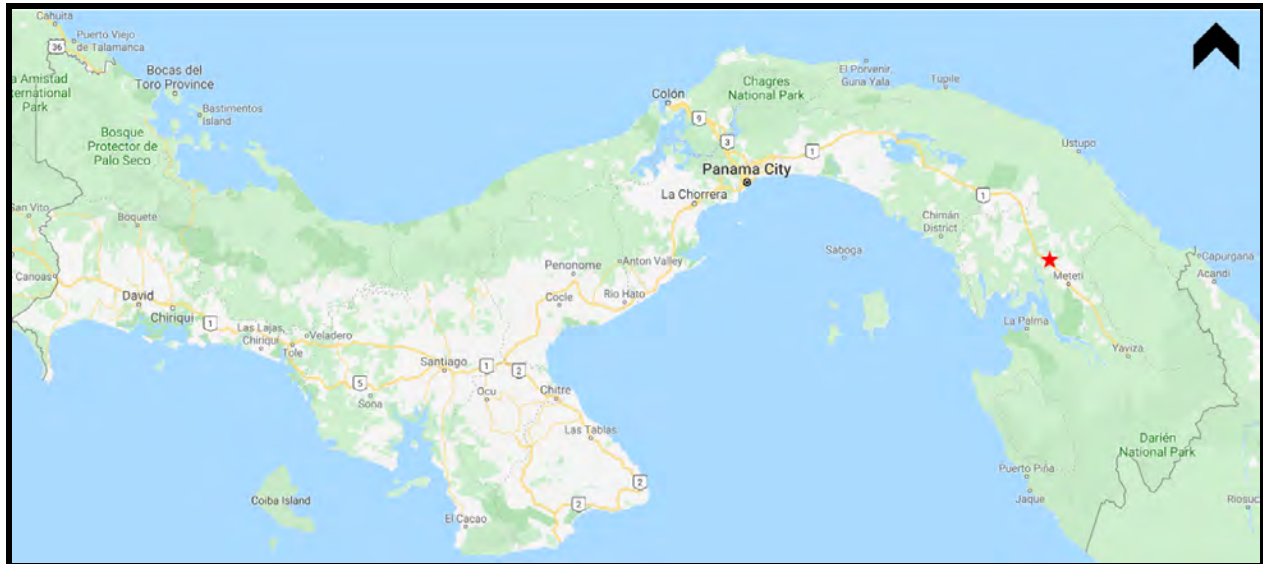 Cahuita
Puerto Viejo
de Talamanca
36
a Amistad
ternational
Park
Bocas del
Toro Province
Bastimentos
Island
Bosque
Protector de
Palo Seco
San Vito
Boquete
Canoas
David
Chiriqui
1
Las Lajas,
Chiriqui
Tole
Veladero
5
Sona
Santiago
1
2
Ocu
Chitre
Las Tablas
2
2
El Cacao
Coiba Island
Penonome
Cocle
Anton Valley
Rio Hato
Colón
9
3
Chagres
National Park
Panama City
La Chorrera
1
El Porvenir,
Guna Yala
Tupile
Ustupo
1
Chimán
District
Saboga
Meteti
La Palma
Yaviza
Capurganá
Acandi
Darién
National Park
Puerto Piña
Jaque
Riosuc